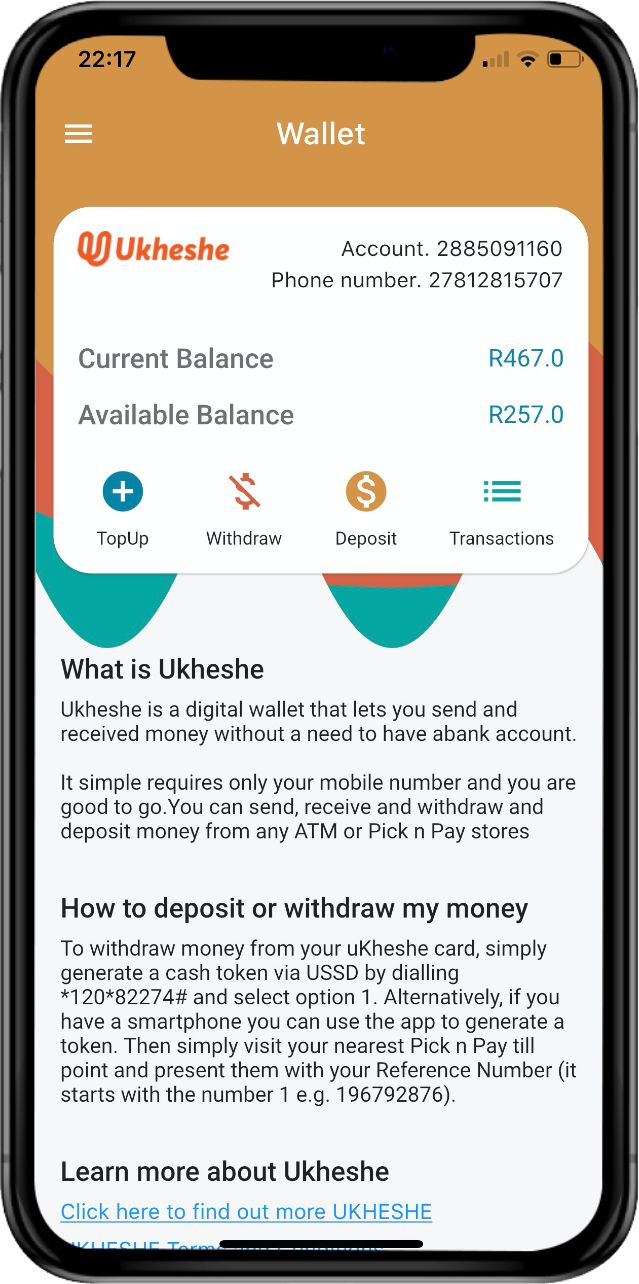 22:17
Wallet
Ukheshe
Account. 2885091160
Phone number. 27812815707
Current Balance R467.0
Available Balance R257.0
TopUp Withdraw Deposit Transactions
What is Ukheshe
Ukheshe is a digital wallet that lets you send and
received money without a need to have abank account.
It simple requires only your mobile number and you are
good to go.You can send, receive and withdraw and
deposit money from any ATM or Pick n Pay stores
How to deposit or withdraw my money
To withdraw money from your uKheshe card, simply
generate a cash token via USSD by dialling
*120*82274# and select option 1. Alternatively, if you
have a smartphone you can use the app to generate a
token. Then simply visit your nearest Pick n Pay till
point and present them with your Reference Number (it
starts with the number 1 e.g. 196792876).
Learn more about Ukheshe
Click here to find out more UKHESHE